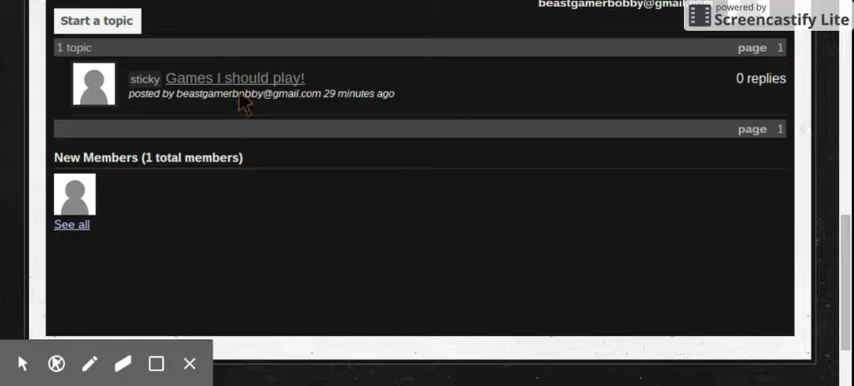 beastgamerbobby@gmail.com
powered by
Screencastify Lite
Start a topic
1 topic page 1
sticky Games I should play! 0 replies
posted by beastgamerbobby@gmail.com 29 minutes ago
page 1
New Members (1 total members)
See all